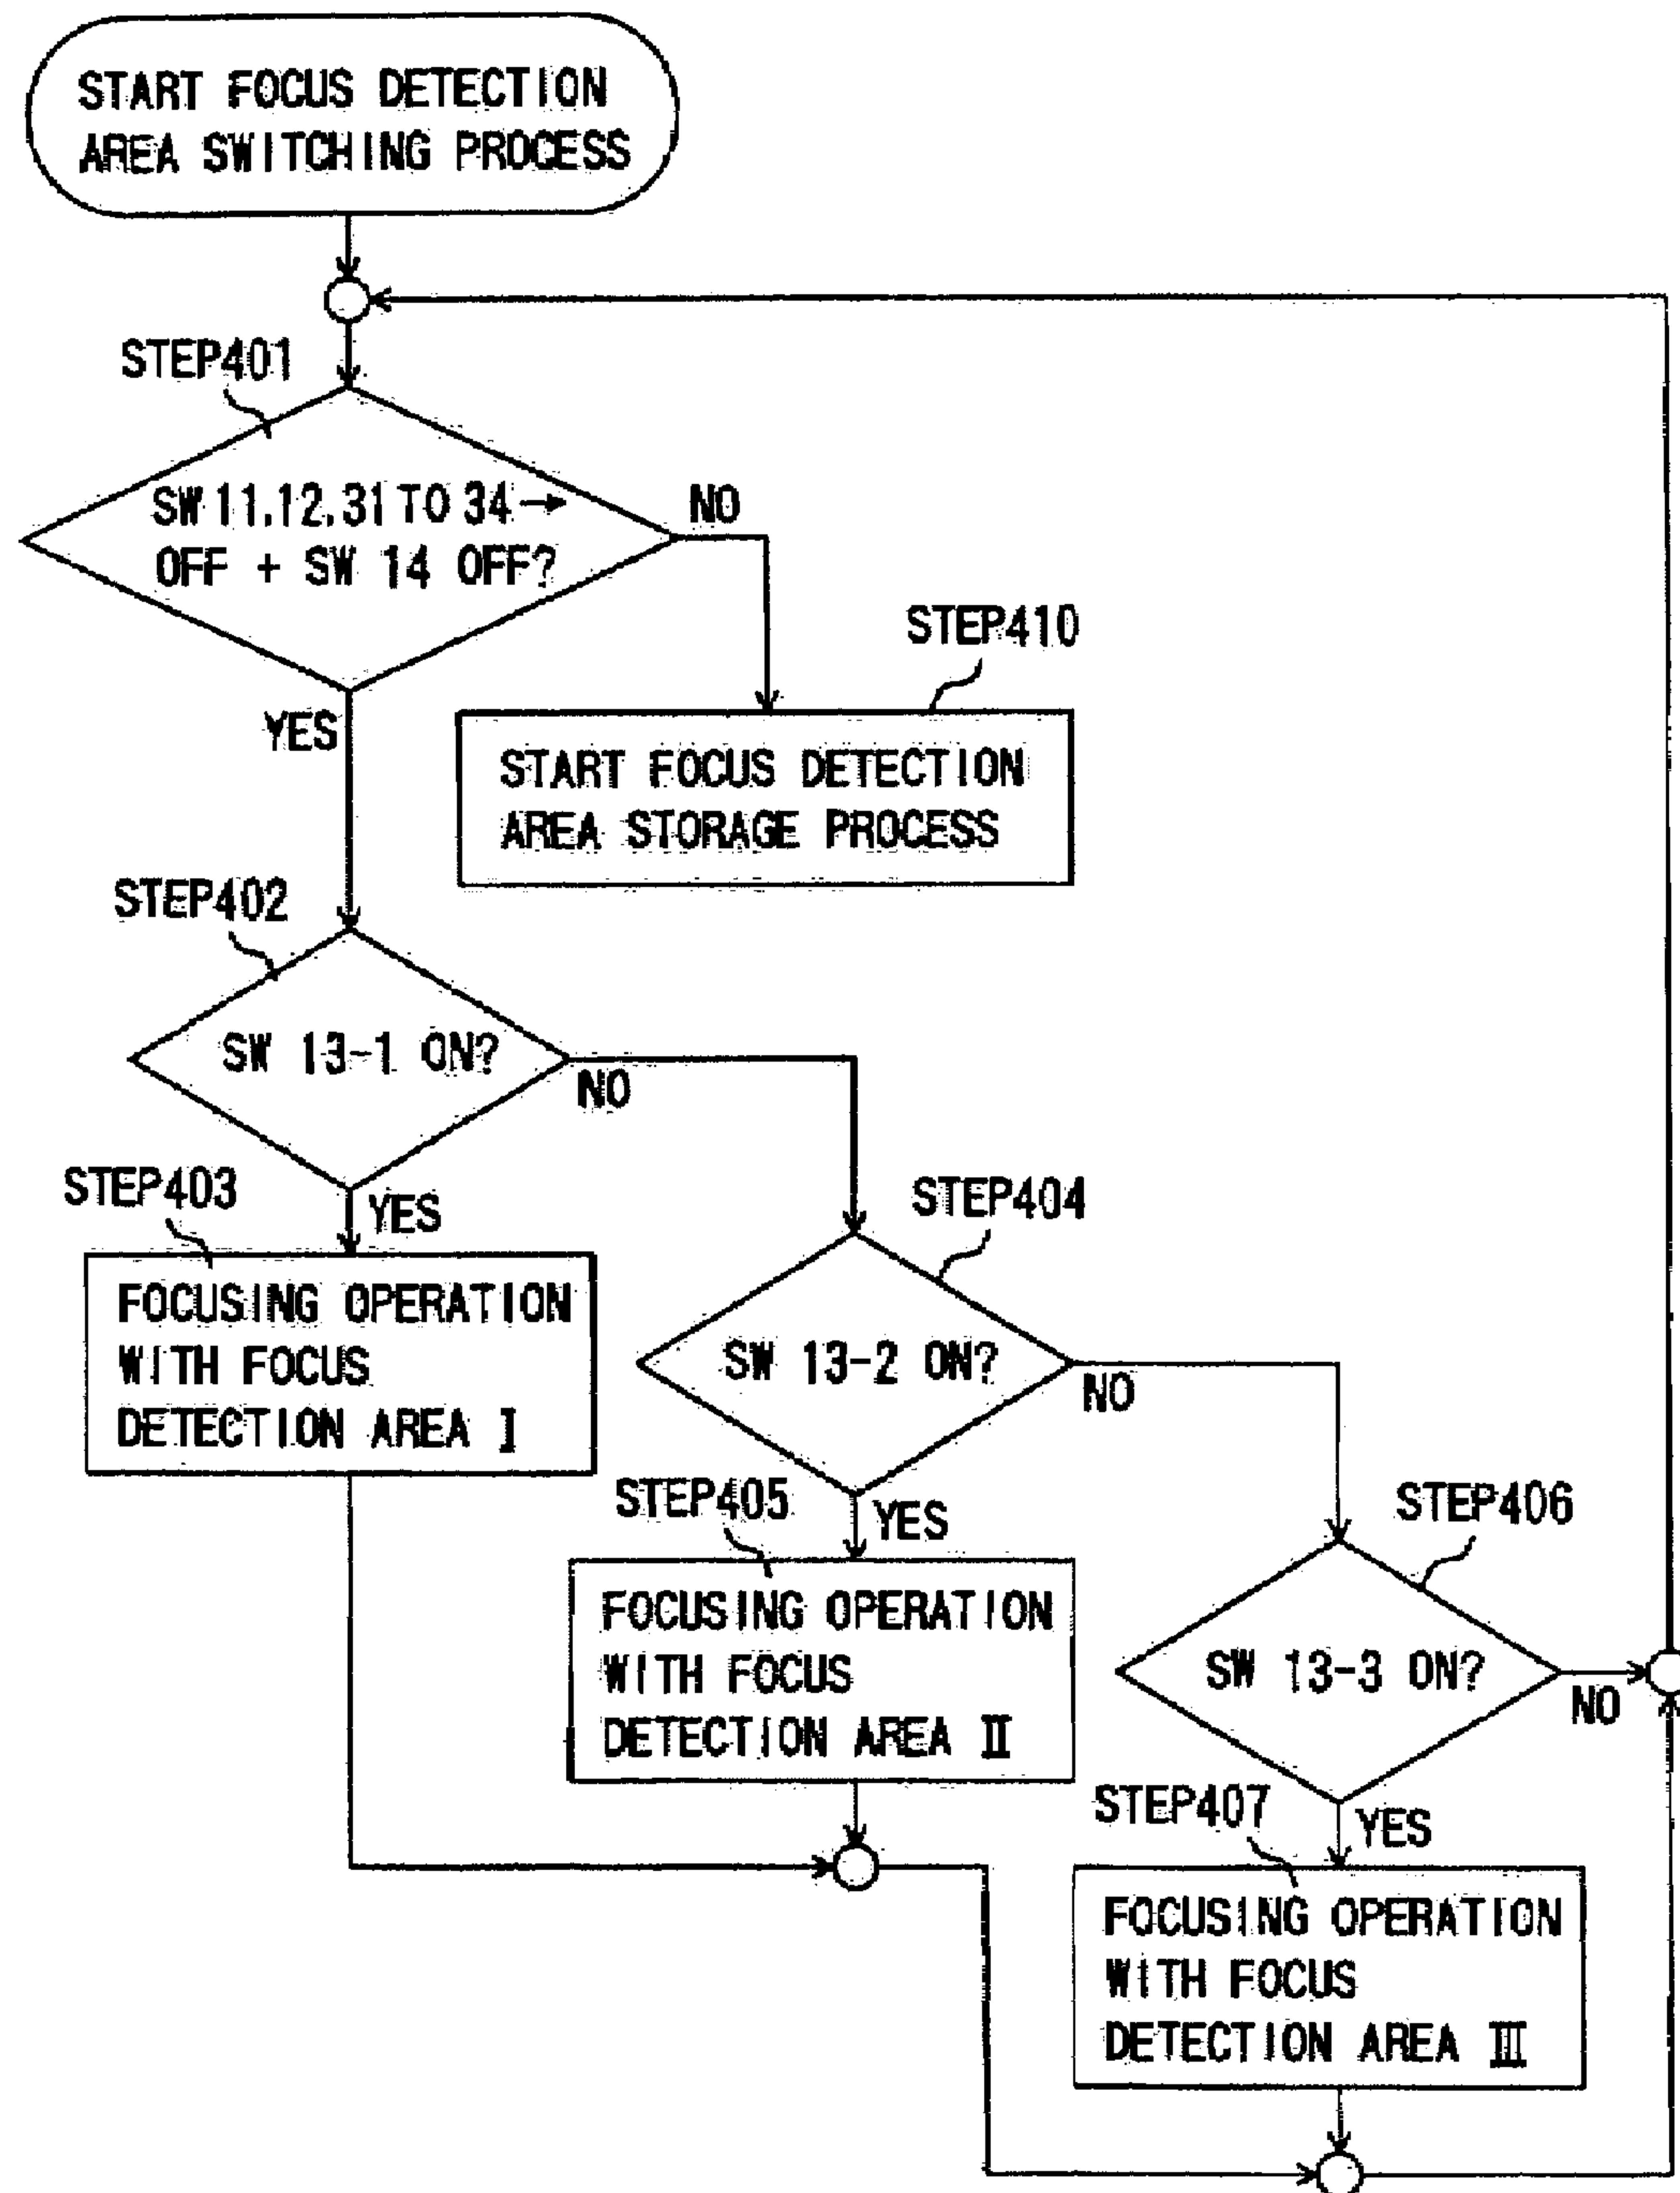 START FOCUS DETECTION
AREA SWITCHING PROCESS
STEP401
SW 11,12,31 TO 34→
OFF + SW 14 OFF?
NO
YES
STEP410
START FOCUS DETECTION
AREA STORAGE PROCESS
STEP402
SW 13-1 ON?
NO
YES
STEP403
FOCUSING OPERATION
WITH FOCUS
DETECTION AREA I
STEP404
SW 13-2 ON?
NO
YES
STEP405
FOCUSING OPERATION
WITH FOCUS
DETECTION AREA II
STEP406
SW 13-3 ON?
NO
YES
STEP407
FOCUSING OPERATION
WITH FOCUS
DETECTION AREA III